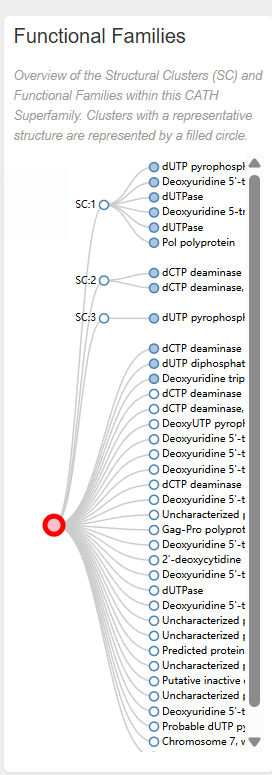 Functional Families
Overview of the Structural Clusters (SC) and
Functional Families within this CATH
Superfamily. Clusters with a representative
structure are represented by a filled circle.
dUTP pyrophosph
Deoxyuridine 5'-t
SC:1
dUTPase
Deoxyuridine 5-tr
dUTPase
Pol polyprotein
dCTP deaminase
SC:2
dCTP deaminase,
SC:3
dUTP pyrophosph
dCTP deaminase
dUTP diphosphat
Deoxyuridine trip
dCTP deaminase
dCTP deaminase,
DeoxyUTP pyroph
Deoxyuridine 5'-t
Deoxyuridine 5'-t
Deoxyuridine 5'-t
dCTP deaminase
Deoxyuridine 5'-t
Uncharacterized p
Gag-Pro polyprot
Deoxyuridine 5'-t
2'-deoxycytidine
Deoxyuridine 5'-t
dUTPase
Deoxyuridine 5'-t
Uncharacterized p
Uncharacterized p
Predicted protein
Uncharacterized p
Putative inactive
Uncharacterized p
Deoxyuridine 5'-t
Probable dUTP py
Chromosome 7, w